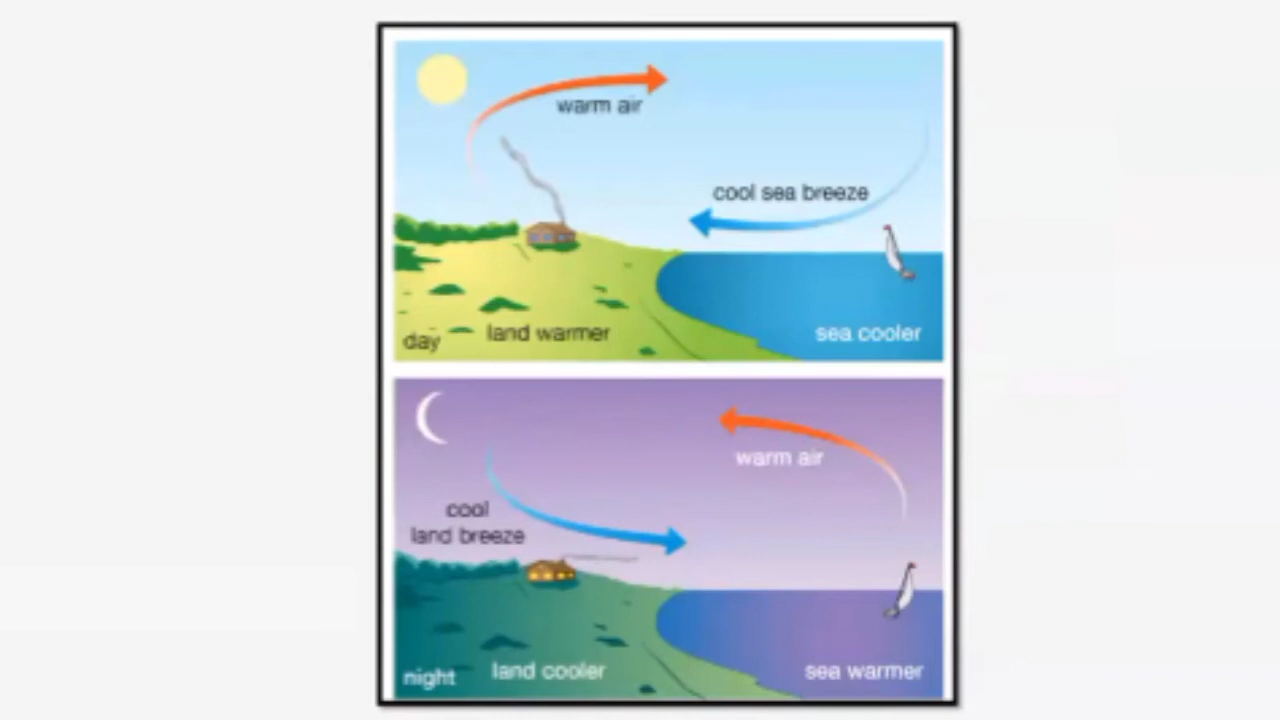 warm air
cool sea breeze
land warmer
sea cooler
day
warm air
cool
land breeze
land cooler
sea warmer
night